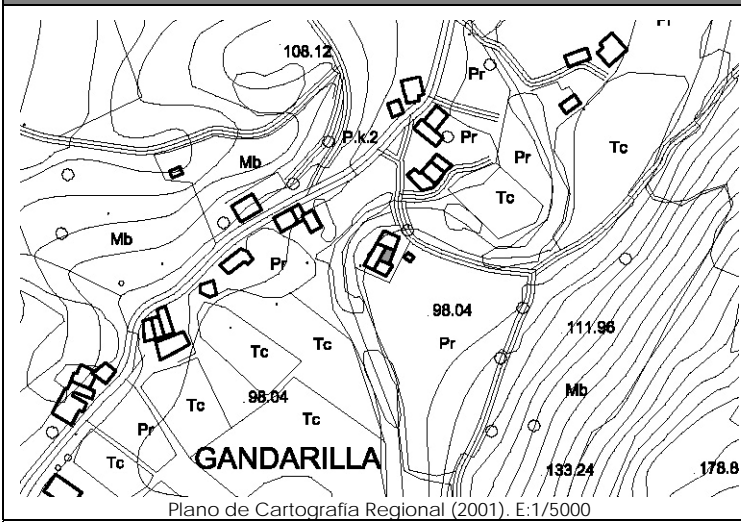 Pr
108.12
Pr
P.k.2
Pr
Mb
Pr
Tc
Tc
Mb
Pr
98.04
111.96
Pr
Tc
Tc
Mb
98.04
Tc
Tc
Pr
Tc
GANDARILLA
133.24
178.8
Plano de Cartografía Regional (2001). E:1/5000